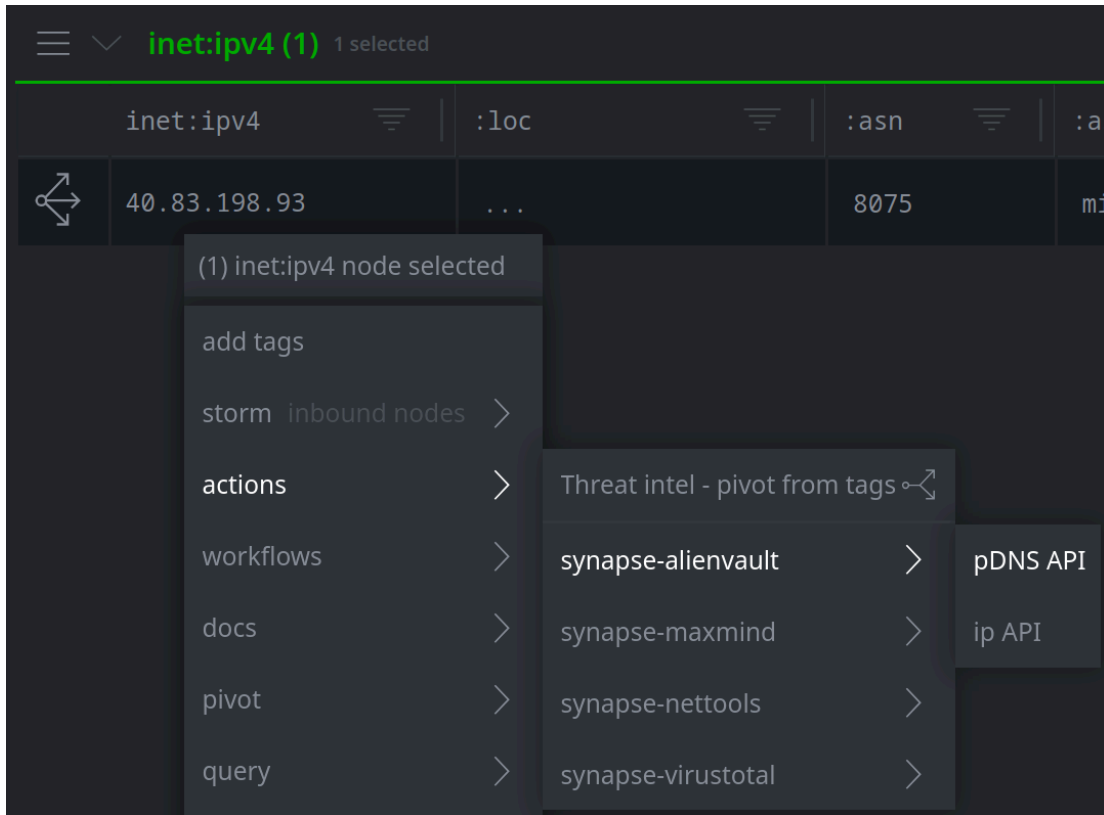 inet:ipv4 (1) 1 selected
inet:ipv4 :loc :asn :a
40.83.198.93 ... 8075 mi
(1) inet:ipv4 node selected
add tags
storm inbound nodes
actions
Threat intel - pivot from tags
workflows
synapse-alienvault
pDNS API
docs
synapse-maxmind
ip API
pivot
synapse-nettools
query
synapse-virustotal